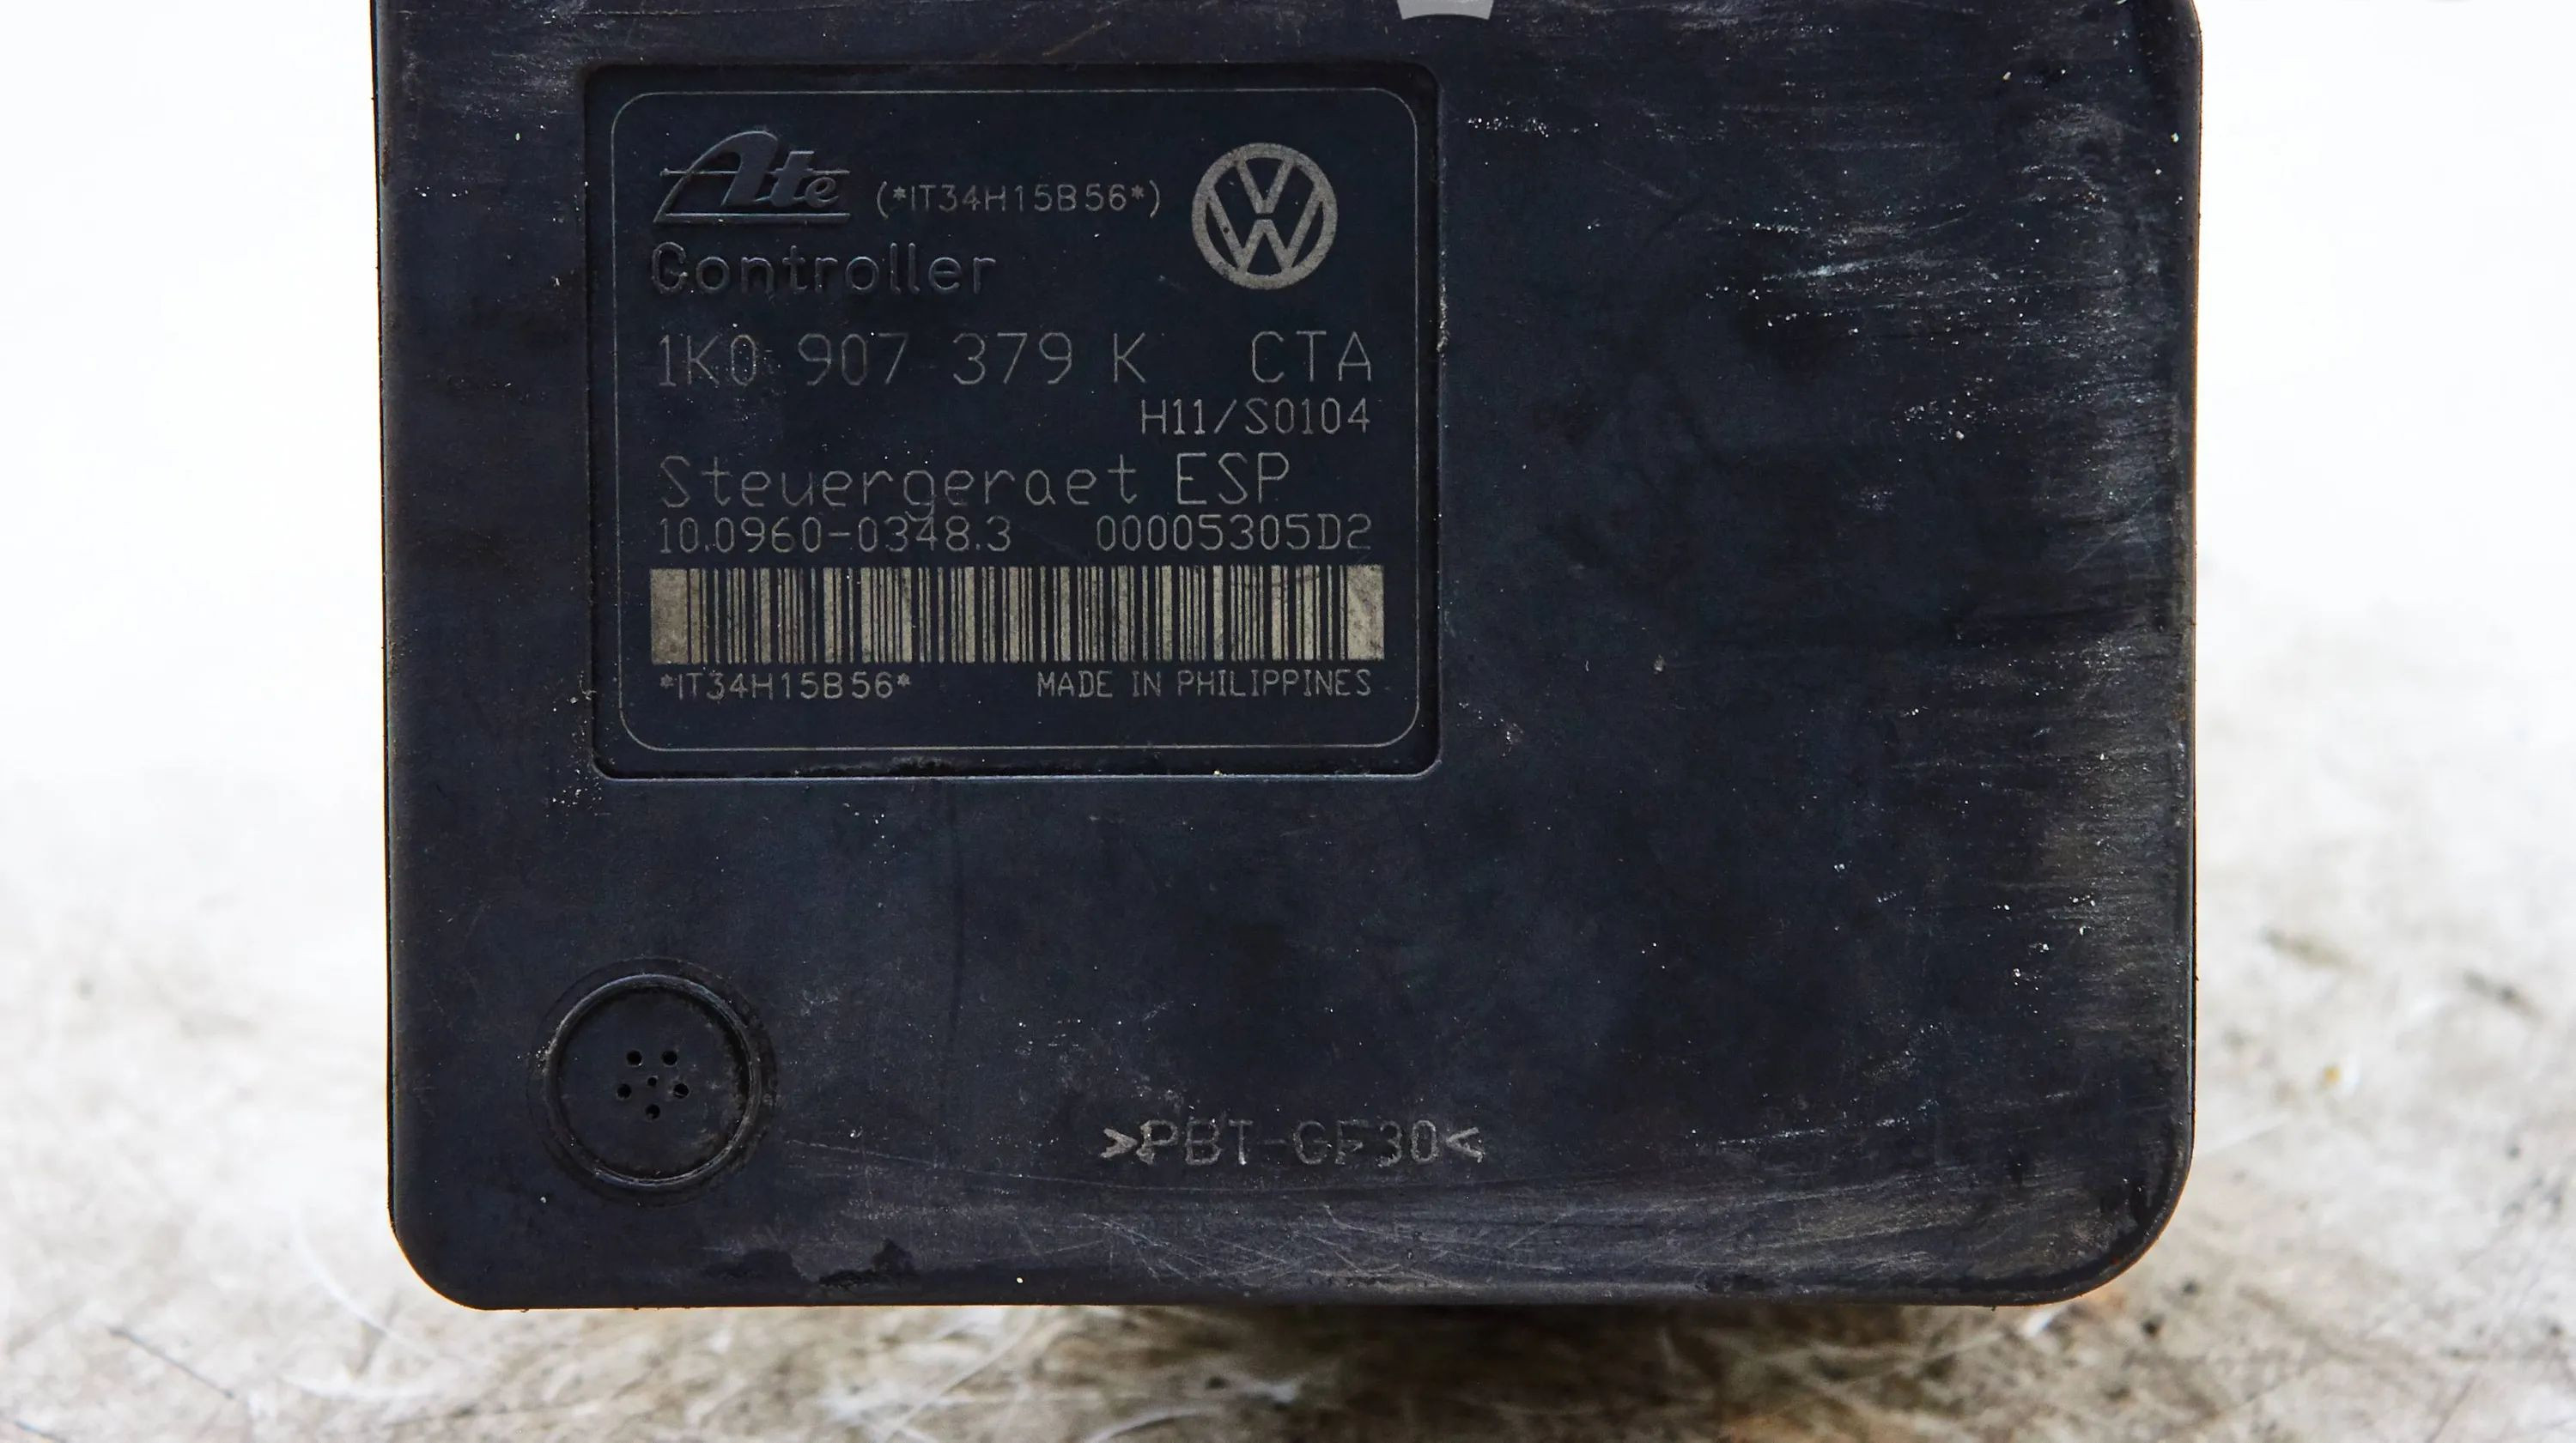 Ate (*IT34H15B56*)
Controller
1K0 907 379 K CTA
H11/S0104
Steuergeraet ESP
10.0960-0348.3 00005305D2
*IT34H15B56* MADE IN PHILIPPINES
>PBT-GF30<